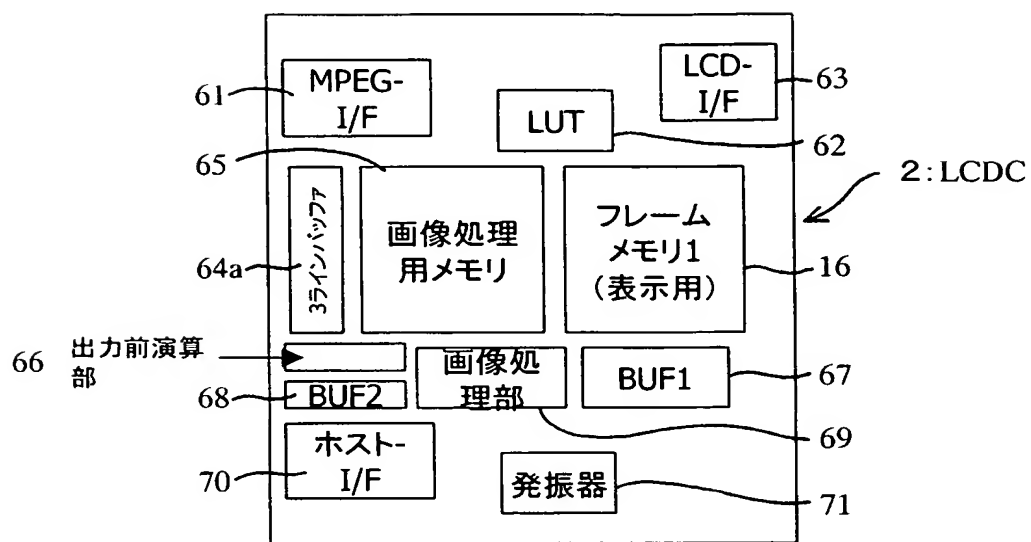 MPEG-
I/F
61
LUT
62
LCD-
I/F
63
2:LCDC
65
3ラインバッファ
64a
画像処理
用メモリ
フレーム
メモリ1
(表示用)
16
66 出力前演算
部
68
BUF2
画像処
理部
69
BUF1
67
ホスト-
I/F
70
発振器
71